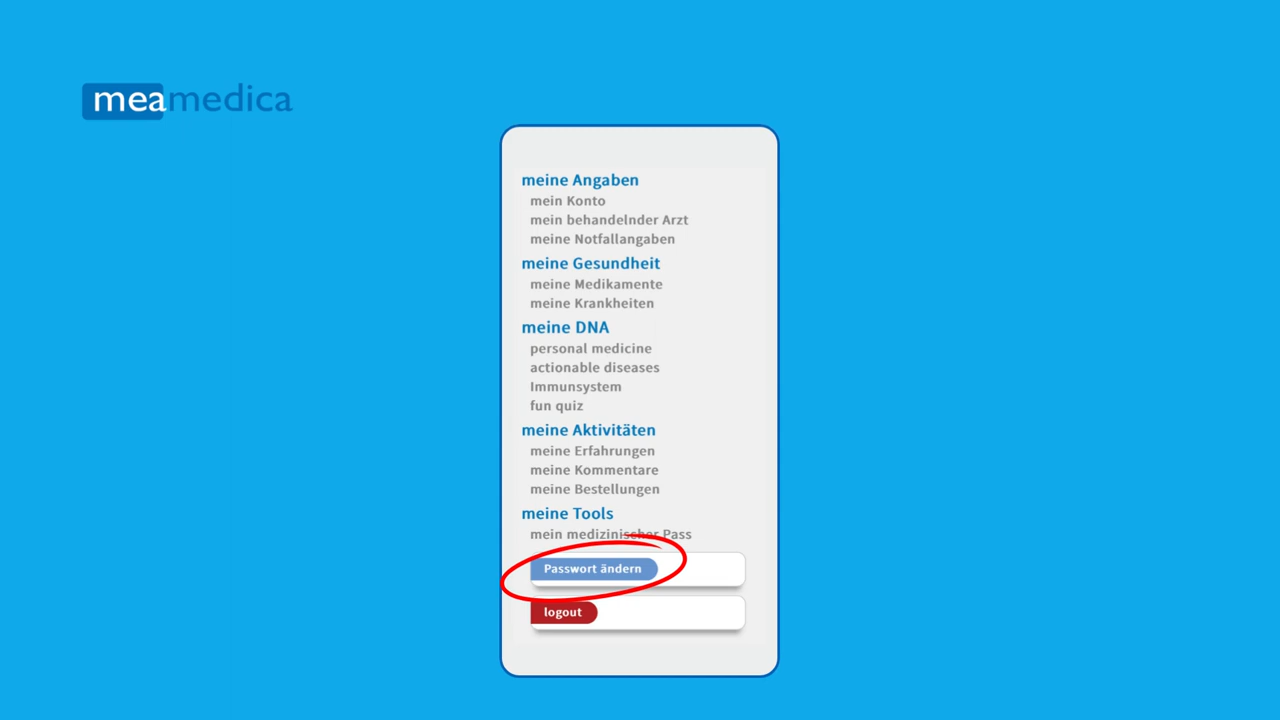 meamedica
meine Angaben
mein Konto
mein behandelnder Arzt
meine Notfallangaben
meine Gesundheit
meine Medikamente
meine Krankheiten
meine DNA
personal medicine
actionable diseases
Immunsystem
fun quiz
meine Aktivitäten
meine Erfahrungen
meine Kommentare
meine Bestellungen
meine Tools
mein medizinischer Pass
Passwort ändern
logout